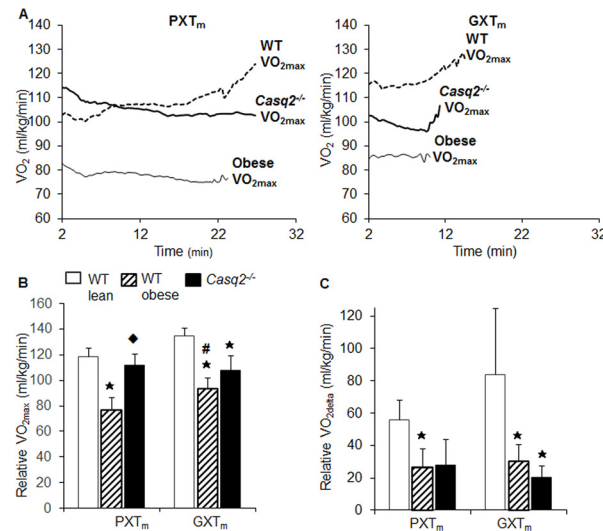 A
PXTm
GXTm
140
130
120
110
100
90
80
70
60
VO2 (ml/kg/min)
WT
VO2max
Casq2-/-
VO2max
Obese
VO2max
2
12
22
32
Time (min)
140
130
120
110
100
90
80
70
60
VO2 (ml/kg/min)
WT
VO2max
Casq2-/-
VO2max
Obese
VO2max
2
12
22
32
Time (min)
B
WT lean
WT obese
Casq2-/-
160
140
120
100
80
60
40
20
0
Relative VO2max (ml/kg/min)
★
◆
#
★
★
PXTm
GXTm
C
120
100
80
60
40
20
0
Relative VO2delta (ml/kg/min)
★
★
★
PXTm
GXTm